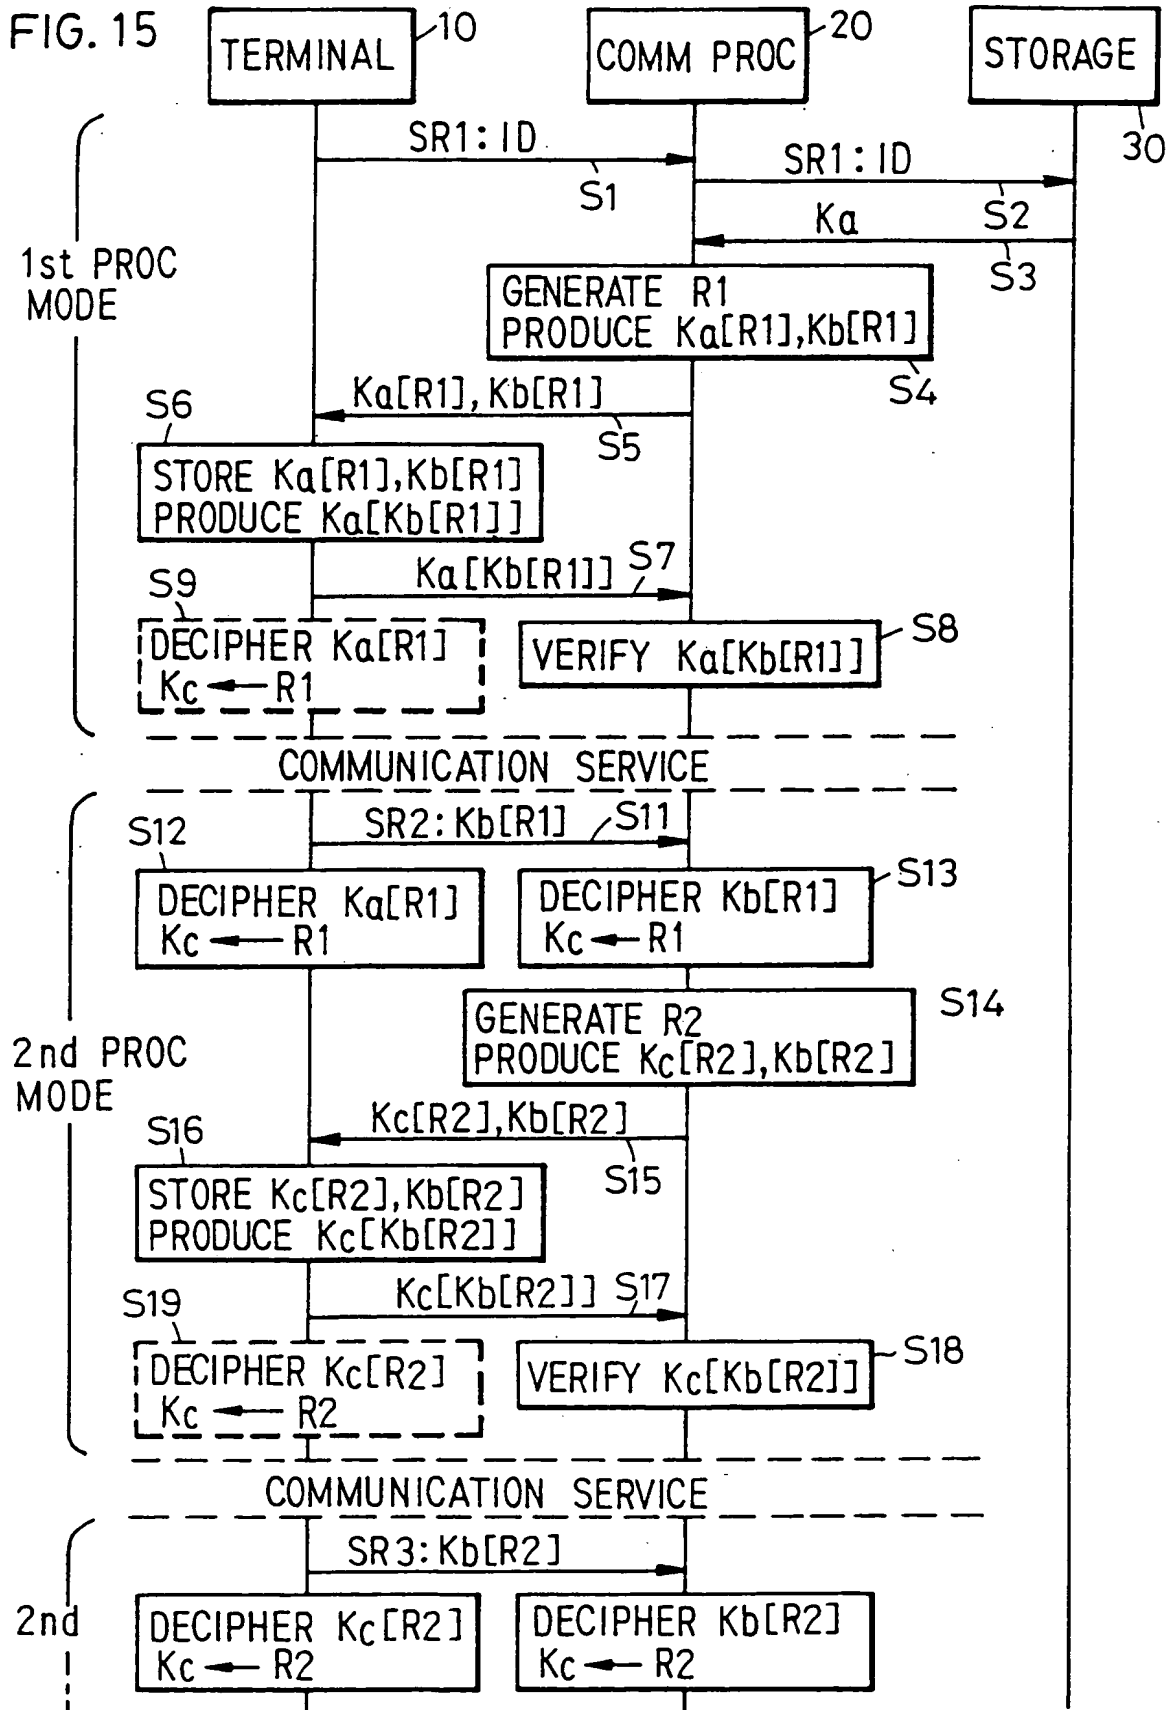 FIG. 15
TERMINAL
10
COMM PROC
20
STORAGE
30
1st PROC
MODE
SR1: ID
S1
SR1: ID
S2
Ka
S3
GENERATE R1
PRODUCE Ka[R1],Kb[R1]
S4
Ka[R1], Kb[R1]
S5
S6
STORE Ka[R1],Kb[R1]
PRODUCE Ka[Kb[R1]]
Ka[Kb[R1]]
S7
S9
DECIPHER Ka[R1]
Kc ← R1
VERIFY Ka[Kb[R1]]
S8
COMMUNICATION SERVICE
2nd PROC
MODE
SR2: Kb[R1]
S11
S12
DECIPHER Ka[R1]
Kc ← R1
DECIPHER Kb[R1]
Kc ← R1
S13
GENERATE R2
PRODUCE Kc[R2],Kb[R2]
S14
Kc[R2],Kb[R2]
S15
S16
STORE Kc[R2],Kb[R2]
PRODUCE Kc[Kb[R2]]
Kc[Kb[R2]]
S17
S19
DECIPHER Kc[R2]
Kc ← R2
VERIFY Kc[Kb[R2]]
S18
COMMUNICATION SERVICE
2nd
SR3: Kb[R2]
DECIPHER Kc[R2]
Kc ← R2
DECIPHER Kb[R2]
Kc ← R2